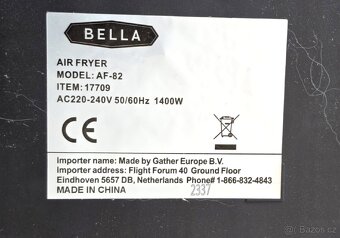 BELLA
AIR FRYER
MODEL: AF-82
ITEM: 17709
AC220-240V 50/60Hz 1400W
CE
Importer name: Made by Gather Europe B.V.
Importer address: Flight Forum 40 Ground Floor
Eindhoven 5657 DB, Netherlands Phone# 1-866-832-4843
MADE IN CHINA 2337
Bazoš.cz